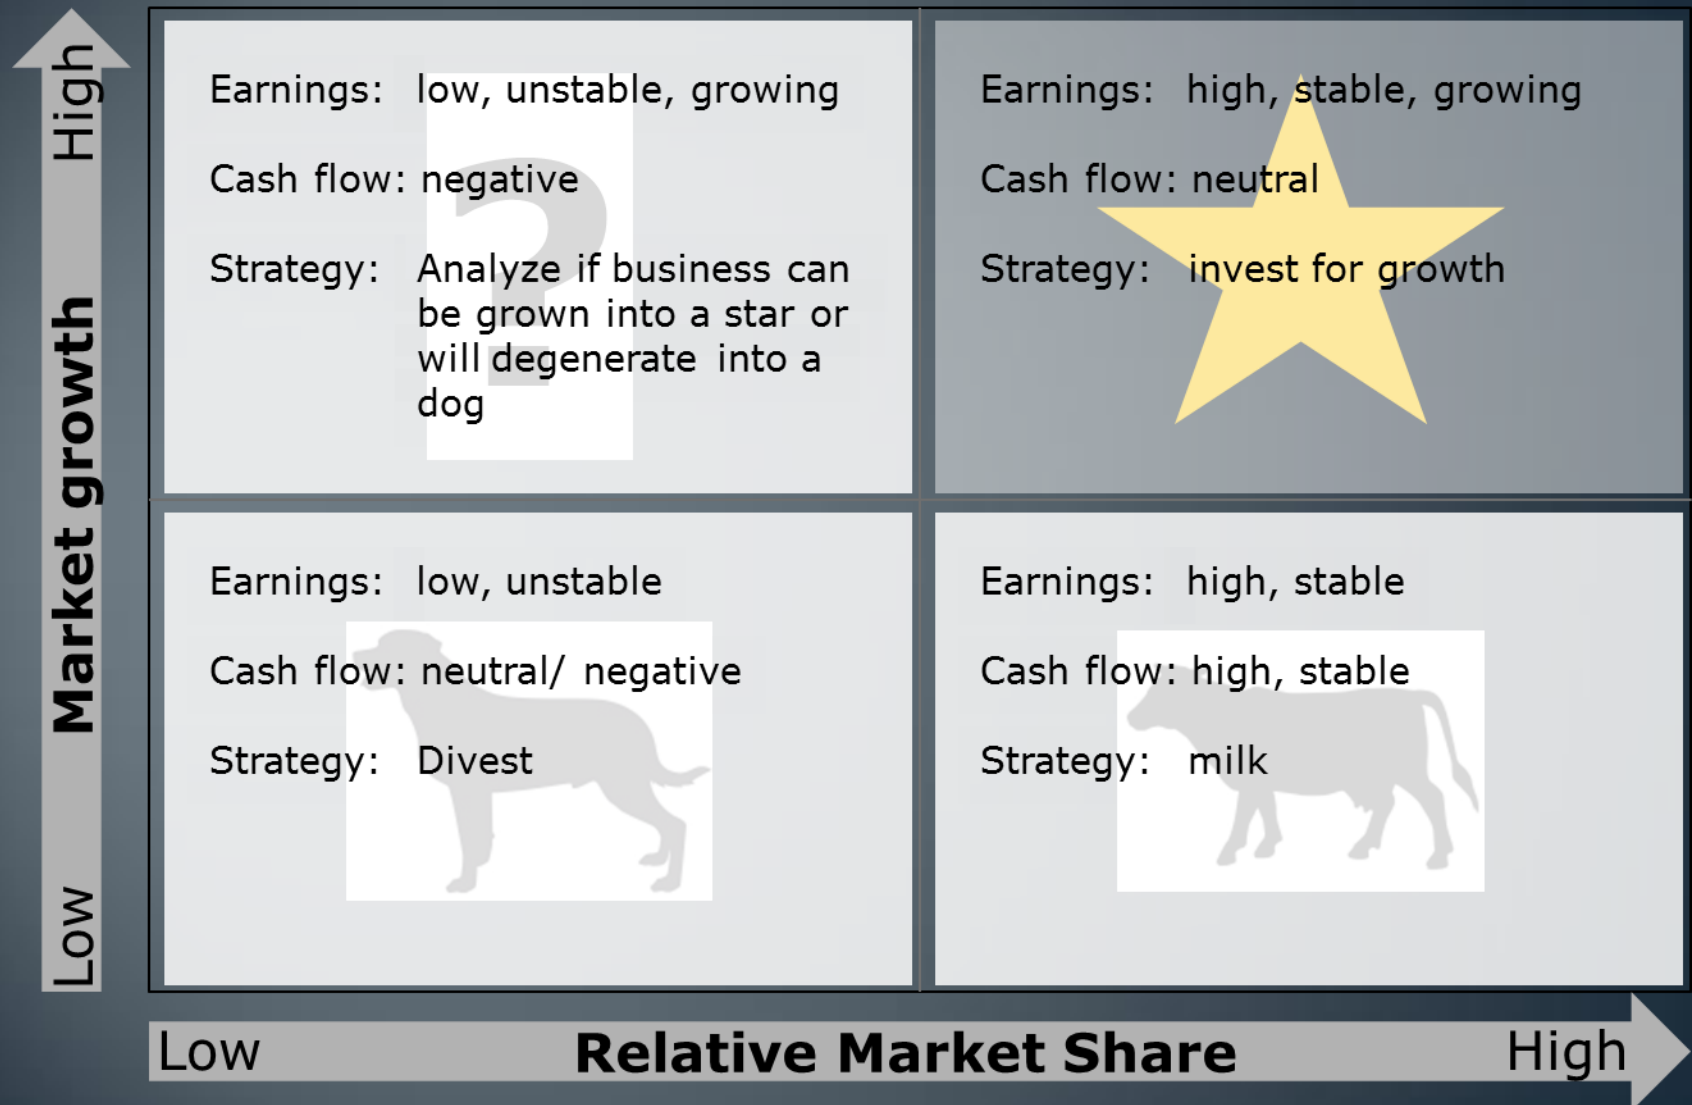 High
Market growth
Low
Earnings: low, unstable, growing
Cash flow: negative
Strategy: Analyze if business can
be grown into a star or
will degenerate into a
dog
?
Earnings: high, stable, growing
Cash flow: neutral
Strategy: invest for growth
Earnings: low, unstable
Cash flow: neutral/ negative
Strategy: Divest
Earnings: high, stable
Cash flow: high, stable
Strategy: milk
Low Relative Market Share High